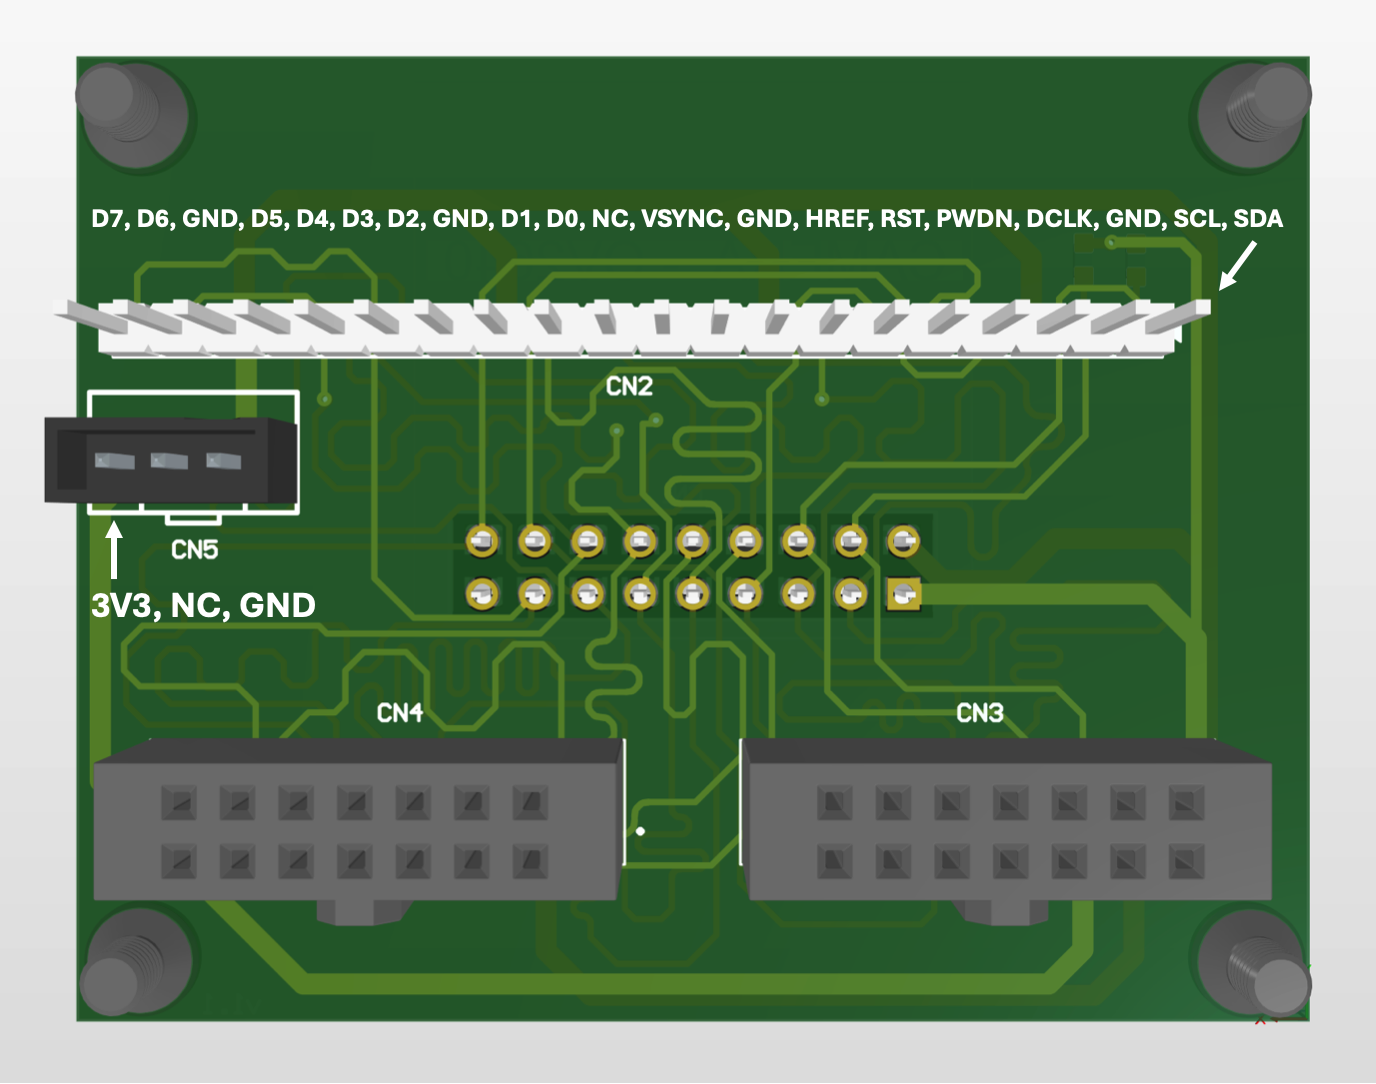 D7, D6, GND, D5, D4, D3, D2, GND, D1, D0, NC, VSYNC, GND, HREF, RST, PWDN, DCLK, GND, SCL, SDA
CN2
CN5
3V3, NC, GND
CN4
CN3